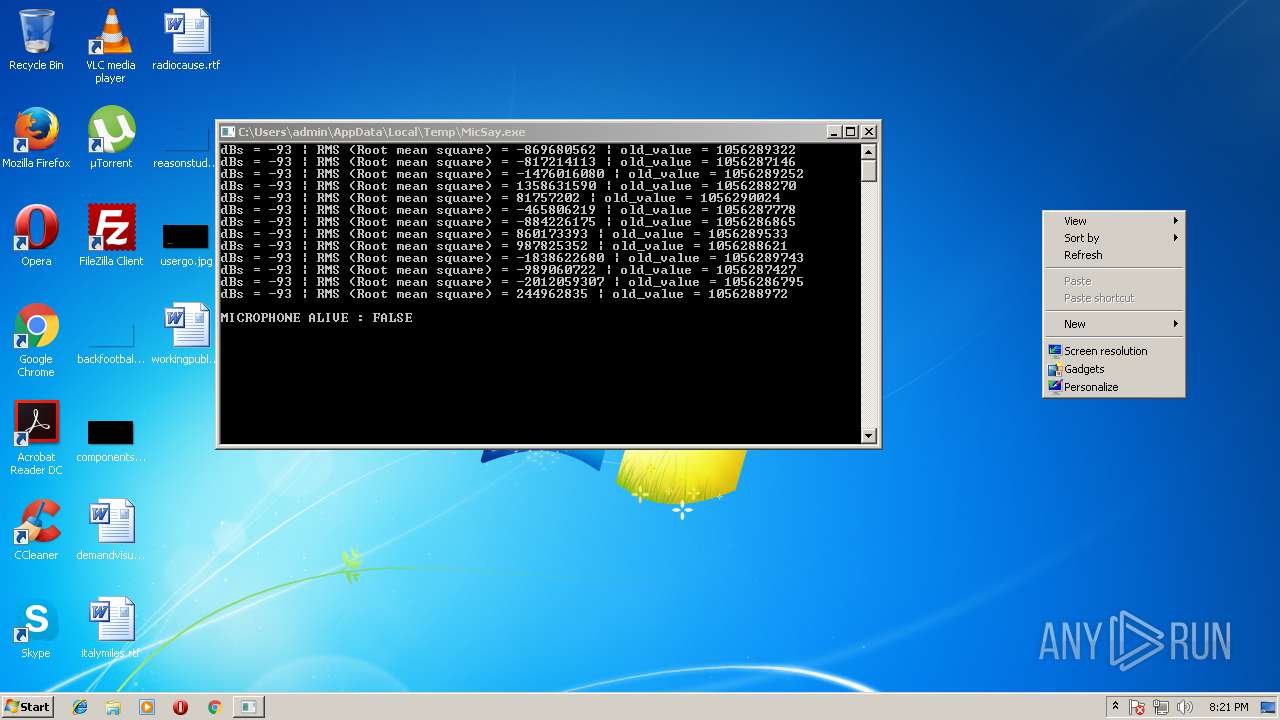 Recycle Bin
VLC media
player
radiocause.rtf
Mozilla Firefox
µTorrent
reasonstud...
Opera
FileZilla Client
usergo.jpg
Google
Chrome
backfootbal...
workingpubl...
Acrobat
Reader DC
components...
CCleaner
demandvisu...
Skype
italymiles.rtf
C:\Users\admin\AppData\Local\Temp\MicSay.exe
dBs = -93 | RMS (Root mean square) = -869680562 | old_value = 1056289322
dBs = -93 | RMS (Root mean square) = -817214113 | old_value = 1056287146
dBs = -93 | RMS (Root mean square) = -1476016080 | old_value = 1056289252
dBs = -93 | RMS (Root mean square) = 1358631590 | old_value = 1056288270
dBs = -93 | RMS (Root mean square) = 81757202 | old_value = 1056290024
dBs = -93 | RMS (Root mean square) = -465806219 | old_value = 1056287778
dBs = -93 | RMS (Root mean square) = -884226175 | old_value = 1056286865
dBs = -93 | RMS (Root mean square) = 860173393 | old_value = 1056289533
dBs = -93 | RMS (Root mean square) = 987825352 | old_value = 1056288621
dBs = -93 | RMS (Root mean square) = -1838622680 | old_value = 1056289743
dBs = -93 | RMS (Root mean square) = -989060722 | old_value = 1056287427
dBs = -93 | RMS (Root mean square) = -2012059307 | old_value = 1056286795
dBs = -93 | RMS (Root mean square) = 244962835 | old_value = 1056288972
MICROPHONE ALIVE : FALSE
View
Sort by
Refresh
Paste
Paste shortcut
New
Screen resolution
Gadgets
Personalize
ANY RUN
Start
8:21 PM